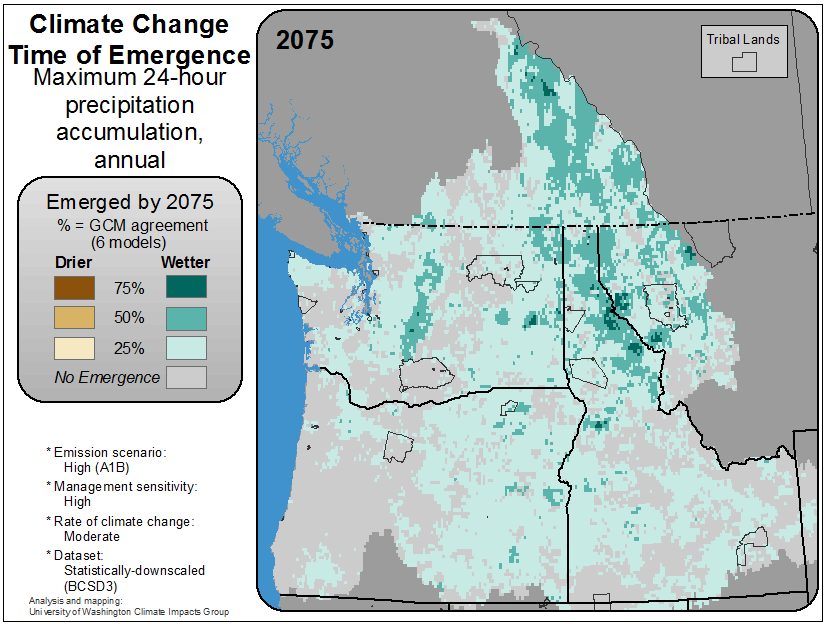 Climate Change
Time of Emergence
Maximum 24-hour
precipitation
accumulation,
annual
Emerged by 2075
% = GCM agreement
(6 models)
Drier Wetter
75%
50%
25%
No Emergence
* Emission scenario:
High (A1B)
* Management sensitivity:
High
* Rate of climate change:
Moderate
* Dataset:
Statistically-downscaled
(BCSD3)
Analysis and mapping:
University of Washington Climate Impacts Group
2075
Tribal Lands